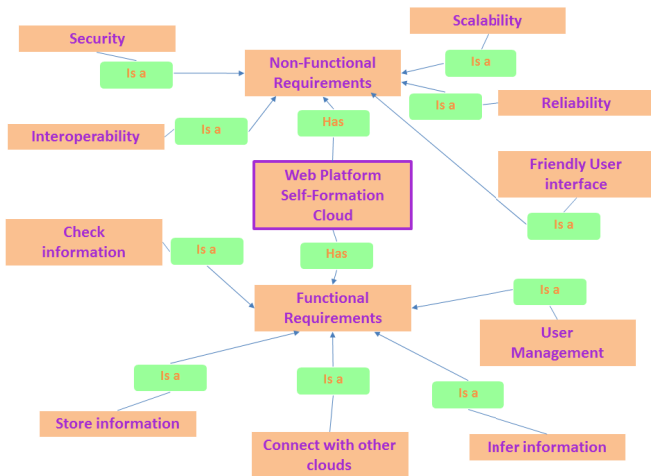 Scalability
Security
Is a
Non-Functional
Requirements
Is a
Is a
Reliability
Interoperability
Is a
Has
Web Platform
Self-Formation
Cloud
Friendly User
interface
Is a
Check
information
Is a
Has
Functional
Requirements
Is a
User
Management
Is a
Is a
Is a
Store information
Connect with other
clouds
Infer information